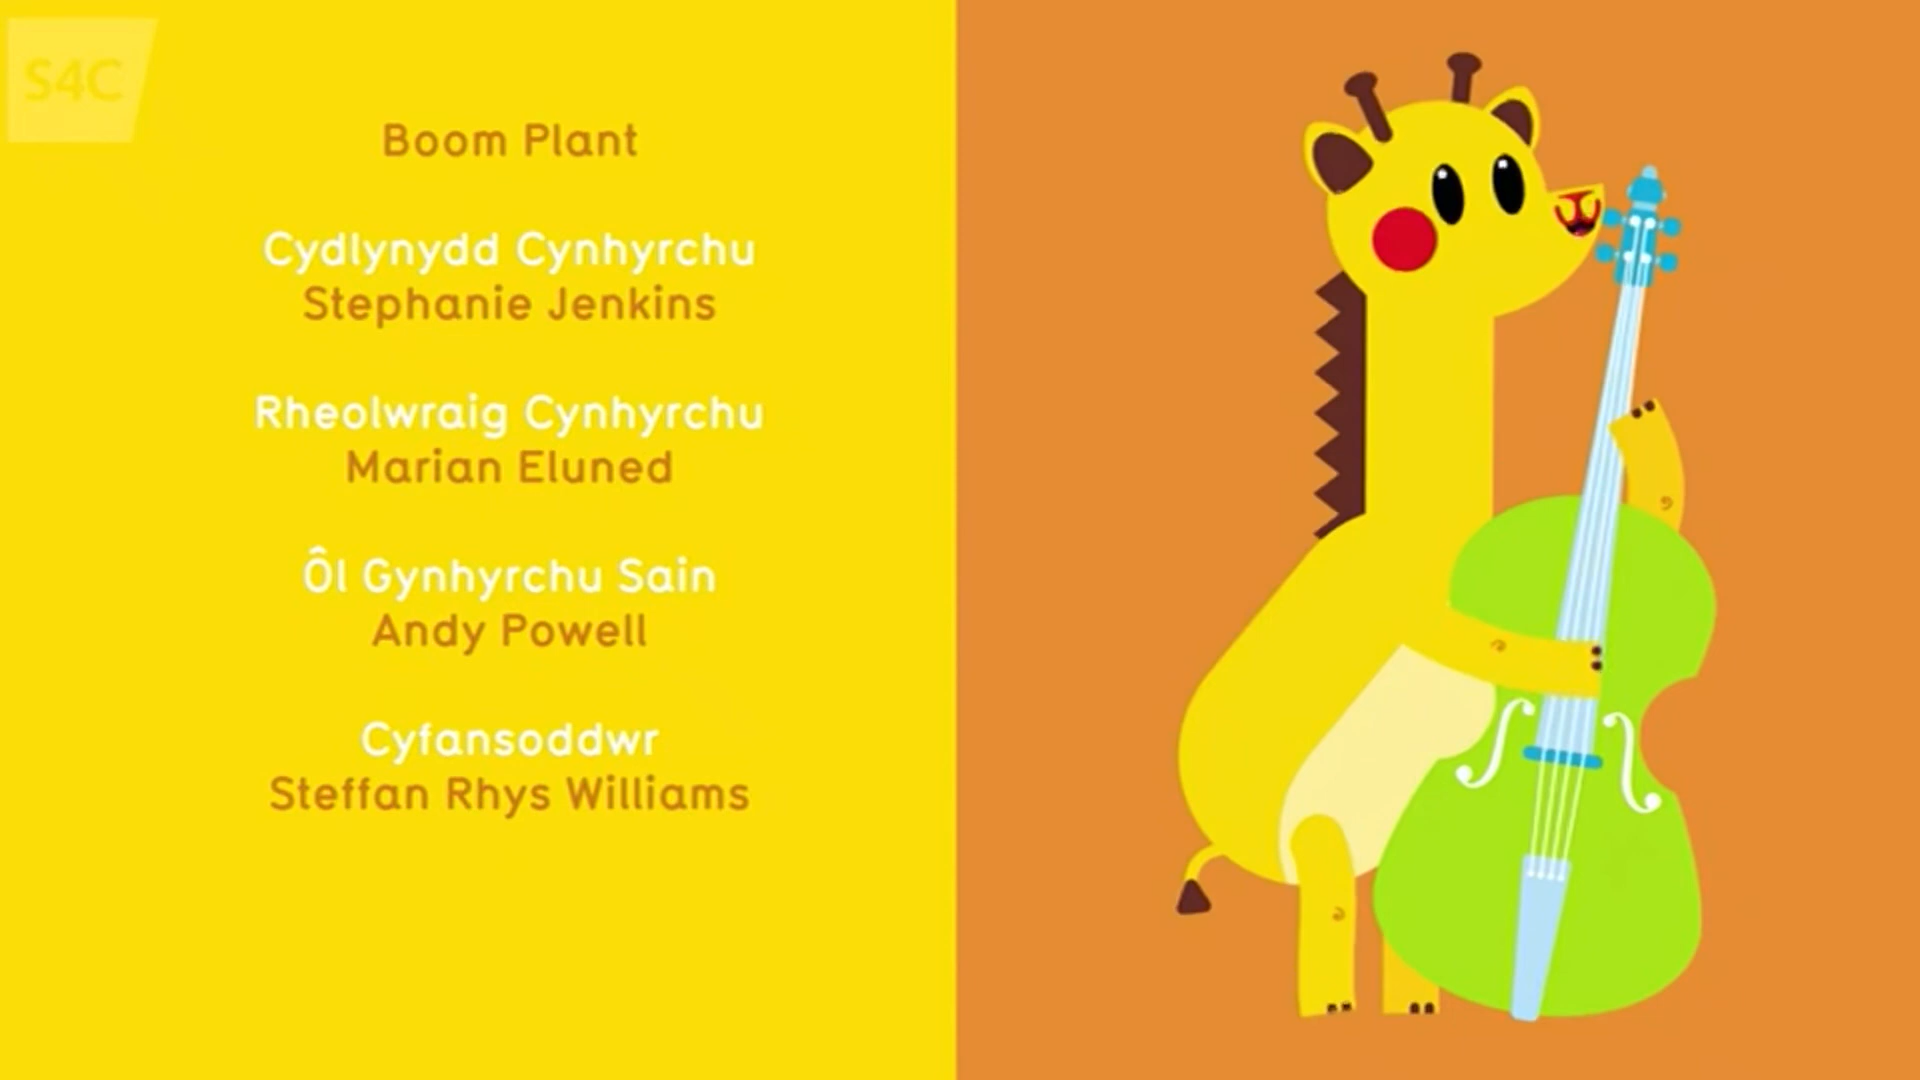 S4C
Boom Plant
Cydlynydd Cynhyrchu
Stephanie Jenkins
Rheolwraig Cynhyrchu
Marian Eluned
Ôl Gynhyrchu Sain
Andy Powell
Cyfansoddwr
Steffan Rhys Williams